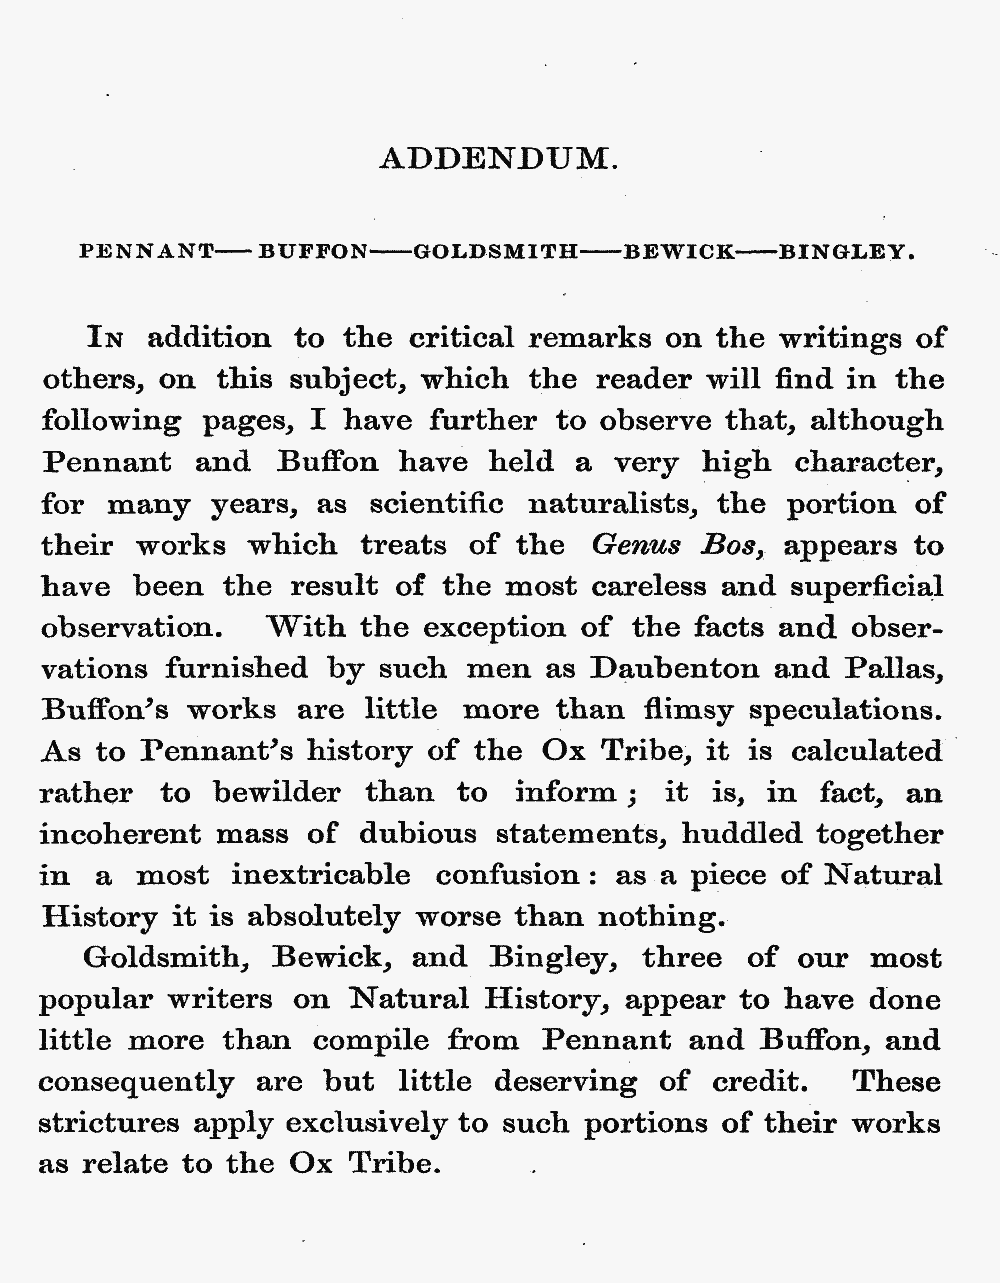 ADDENDUM.
PENNANT—BUFFON—GOLDSMITH—BEWICK—BINGLEY.
In addition to the critical remarks on the writings of
others, on this subject, which the reader will find in the
following pages, I have further to observe that, although
Pennant and Buffon have held a very high character,
for many years, as scientific naturalists, the portion of
their works which treats of the Genus Bos, appears to
have been the result of the most careless and superficial
observation. With the exception of the facts and obser-
vations furnished by such men as Daubenton and Pallas,
Buffon's works are little more than flimsy speculations.
As to Pennant's history of the Ox Tribe, it is calculated
rather to bewilder than to inform ; it is, in fact, an
incoherent mass of dubious statements, huddled together
in a most inextricable confusion : as a piece of Natural
History it is absolutely worse than nothing.
Goldsmith, Bewick, and Bingley, three of our most
popular writers on Natural History, appear to have done
little more than compile from Pennant and Buffon, and
consequently are but little deserving of credit. These
strictures apply exclusively to such portions of their works
as relate to the Ox Tribe.